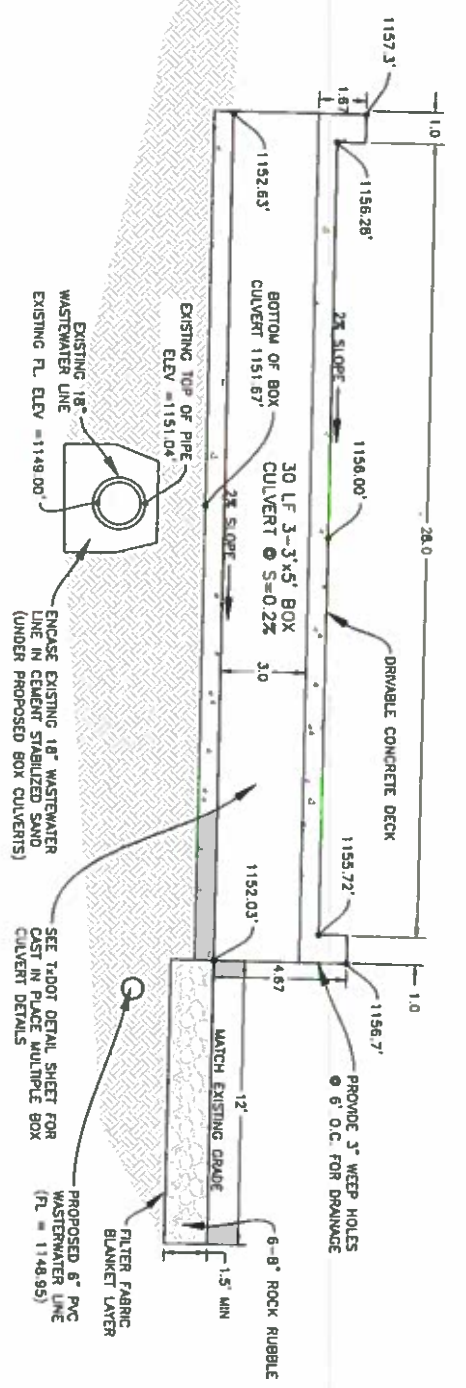 1157.3'
1.0
1.67
1156.28'
1152.63'
28.0
2% SLOPE
1156.00'
DRIVABLE CONCRETE DECK
1155.72'
1156.7'
1.0
BOTTOM OF BOX
CULVERT 1151.67'
30 LF 3-3'x5' BOX
CULVERT @ S=0.2%
2% SLOPE
3.0
1152.03'
4.67
PROVIDE 3" WEEP HOLES
@ 6' O.C. FOR DRAINAGE
MATCH EXISTING GRADE
12'
6-8" ROCK RUBBLE
1.5' MIN
FILTER FABRIC
BLANKET LAYER
EXISTING TOP OF PIPE
ELEV =1151.04'
EXISTING 18"
WASTEWATER LINE
EXISTING FL. ELEV =1149.00'
ENCASE EXISTING 18" WASTEWATER
LINE IN CEMENT STABILIZED SAND
(UNDER PROPOSED BOX CULVERTS)
SEE TxDOT DETAIL SHEET FOR
CAST IN PLACE MULTIPLE BOX
CULVERT DETAILS
PROPOSED 6" PVC
WASTERWATER LINE
(FL = 1148.95)